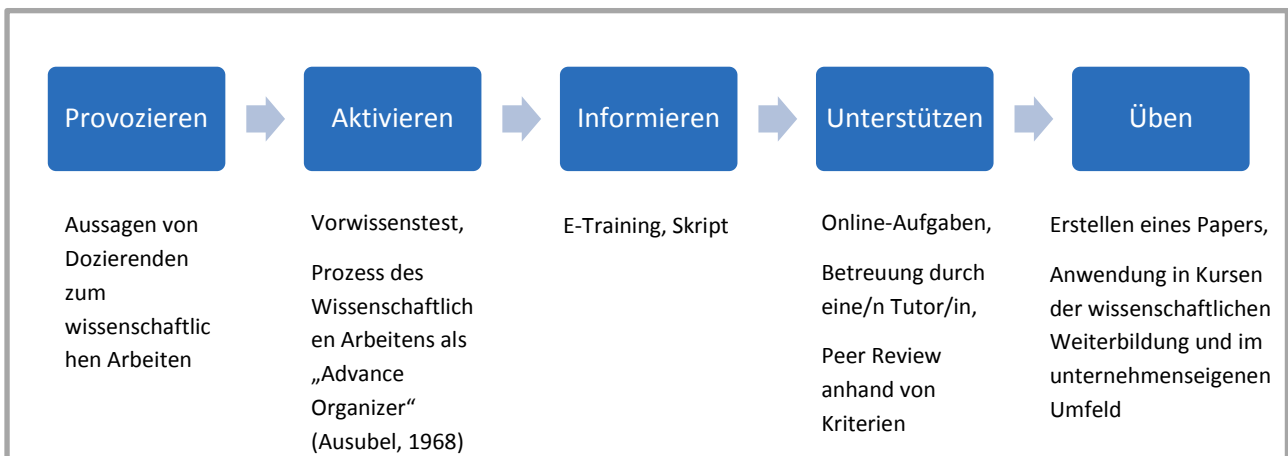 Provozieren
Aktivieren
Informieren
Unterstützen
Üben
Aussagen von
Dozierenden
zum
wissenschaftlic
hen Arbeiten
Vorwissenstest,
Prozess des
Wissenschaftlich
en Arbeitens als
„Advance
Organizer“
(Ausubel, 1968)
E-Training, Skript
Online-Aufgaben,
Betreuung durch
eine/n Tutor/in,
Peer Review
anhand von
Kriterien
Erstellen eines Papers,
Anwendung in Kursen
der wissenschaftlichen
Weiterbildung und im
unternehmenseigenen
Umfeld